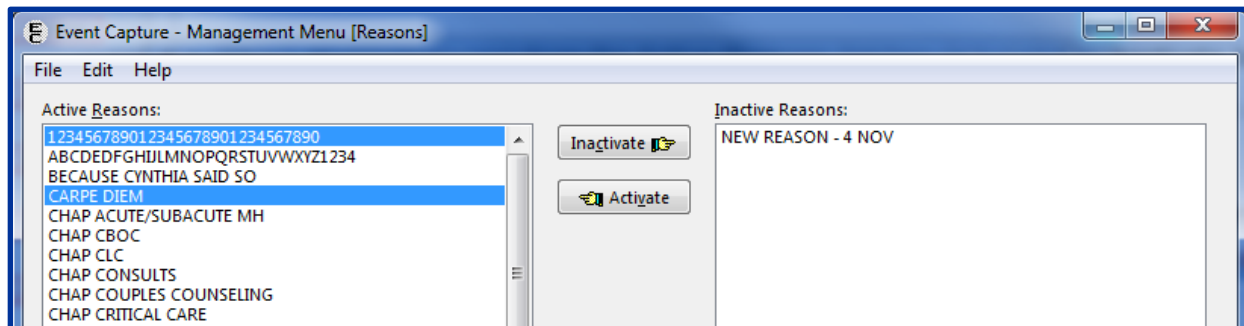 Event Capture - Management Menu [Reasons]
File Edit Help
Active Reasons:
123456789012345678901234567890
ABCDEDFGHIJLMNOPQRSTUVWXYZ1234
BECAUSE CYNTHIA SAID SO
CARPE DIEM
CHAP ACUTE/SUBACUTE MH
CHAP CBOC
CHAP CLC
CHAP CONSULTS
CHAP COUPLES COUNSELING
CHAP CRITICAL CARE
Inactivate
Activate
Inactive Reasons:
NEW REASON - 4 NOV